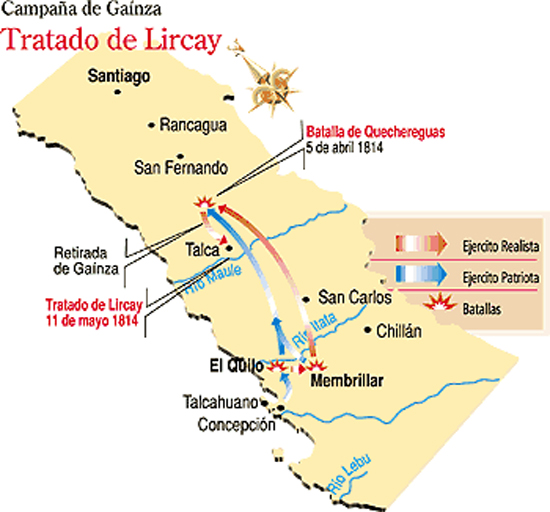 Campaña de Gaínza
Tratado de Lircay
Santiago
Rancagua
San Fernando
Batalla de Quechereguas
5 de abril 1814
Retirada
de Gaínza
Talca
Río Maule
Tratado de Lircay
11 de mayo 1814
Ejercito Realista
Ejercito Patriota
Batallas
San Carlos
Chillán
Río Itata
El Quilo
Membrillar
Talcahuano
Concepción
Río Lebu